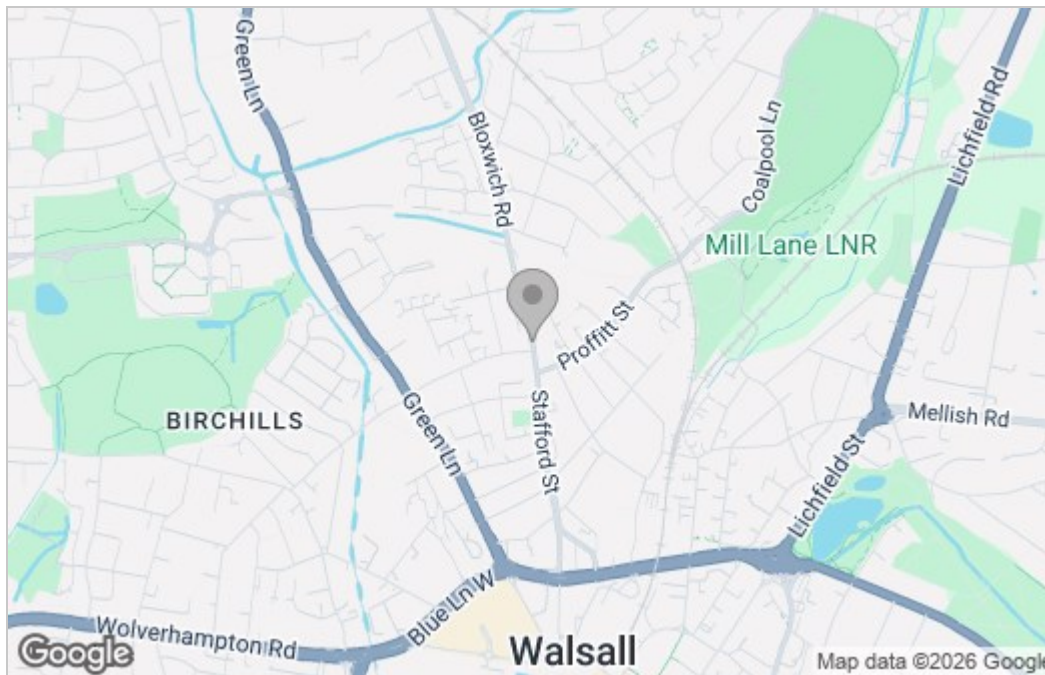 Green Ln
Bloxwich Rd
Coalpool Ln
Lichfield Rd
Mill Lane LNR
Proffitt St
BIRCHILLS
Green Ln
Stafford St
Mellish Rd
Lichfield St
Blue Ln W
Wolverhampton Rd
Walsall
Google
Map data ©2026 Google